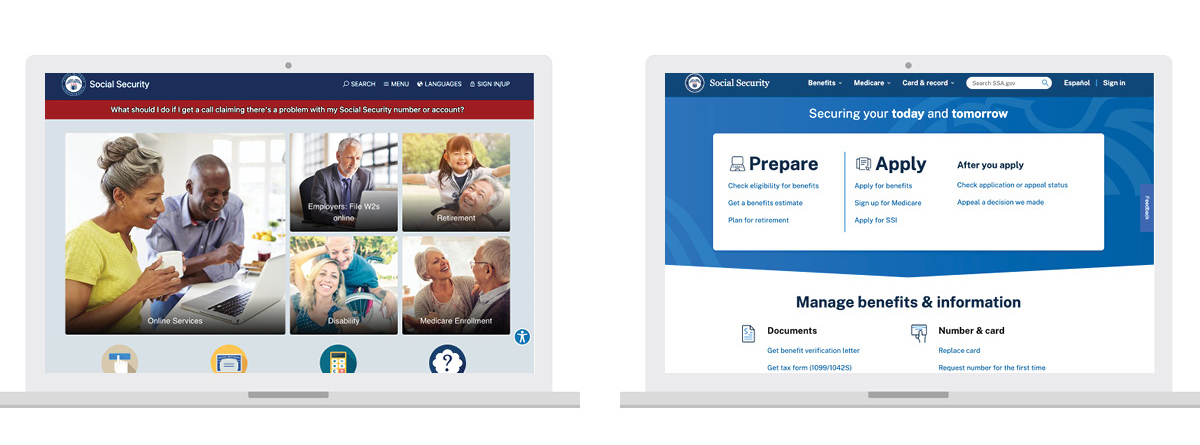 Social Security
SEARCH MENU LANGUAGES SIGN IN/UP
What should I do if I get a call claiming there's a problem with my Social Security number or account?
Online Services
Employers: File W2s
online
Retirement
Disability
Medicare Enrollment
?
Social Security
Benefits Medicare Card & record Search SSA.gov Español | Sign in
Securing your today and tomorrow
Prepare
Check eligibility for benefits
Get a benefits estimate
Plan for retirement
Apply
Apply for benefits
Sign up for Medicare
Apply for SSI
After you apply
Check application or appeal status
Appeal a decision we made
Feedback
Manage benefits & information
Documents
Get benefit verification letter
Get tax form (1099/1042S)
Number & card
Replace card
Request number for the first time